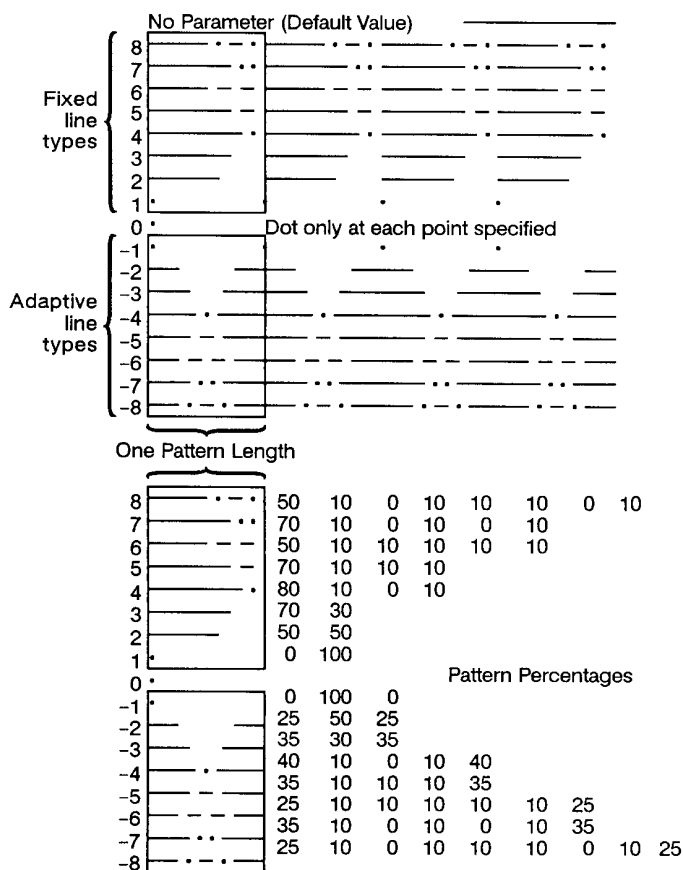 No Parameter (Default Value)
Fixed
line
types
8
7
6
5
4
3
2
1
0
Dot only at each point specified
Adaptive
line
types
-1
-2
-3
-4
-5
-6
-7
-8
One Pattern Length
8 50 10 0 10 10 10 0 10
7 70 10 0 10 0 10
6 50 10 10 10 10 10
5 70 10 10 10
4 80 10 0 10
3 70 30
2 50 50
1 0 100
0
Pattern Percentages
-1 0 100 0
-2 25 50 25
-3 35 30 35
-4 40 10 0 10 40
-5 35 10 10 10 35
-6 25 10 10 10 10 10 25
-7 35 10 0 10 0 10 35
-8 25 10 0 10 10 10 0 10 25